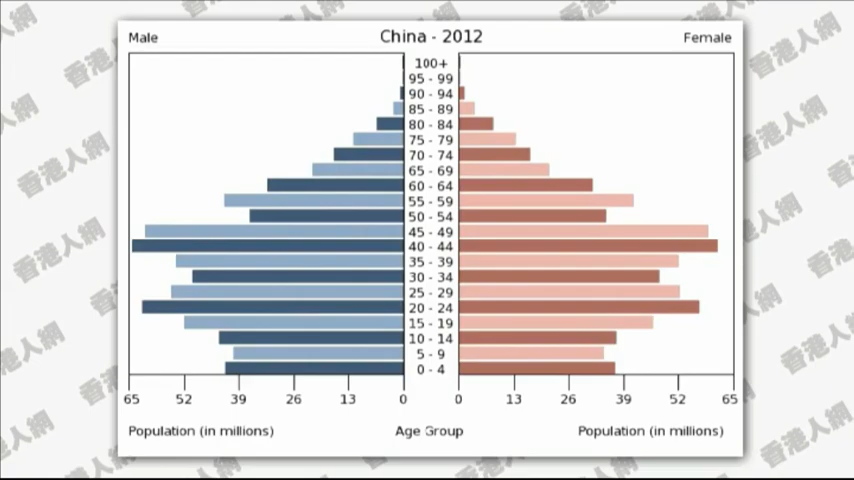 China - 2012
Male
Female
100+
95 - 99
90 - 94
85 - 89
80 - 84
75 - 79
70 - 74
65 - 69
60 - 64
55 - 59
50 - 54
45 - 49
40 - 44
35 - 39
30 - 34
25 - 29
20 - 24
15 - 19
10 - 14
5 - 9
0 - 4
65 52 39 26 13 0 0 13 26 39 52 65
Population (in millions) Age Group Population (in millions)
香港人網